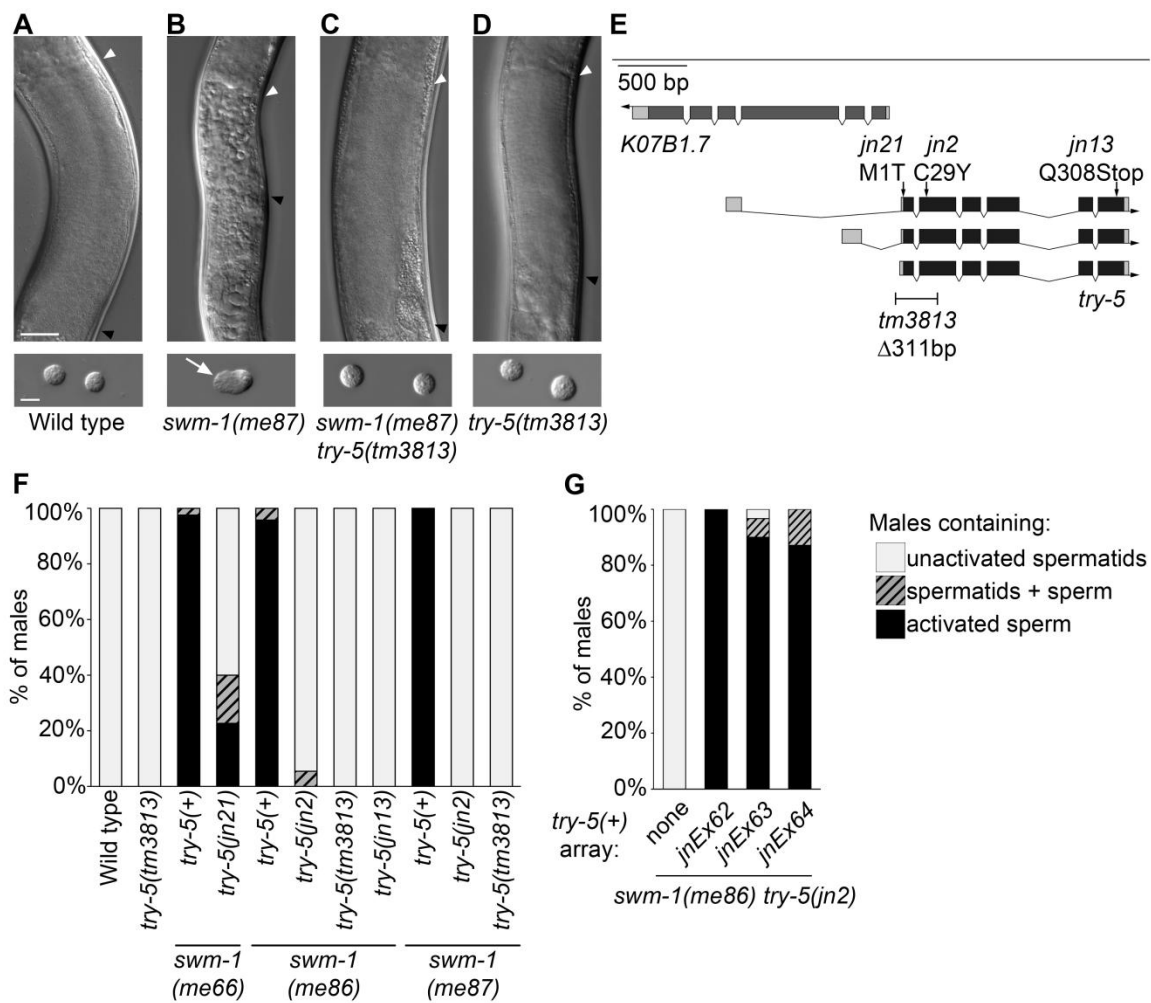 A B C D E
500 bp
K07B1.7
jn21 jn2 jn13
M1T C29Y Q308Stop
try-5
tm3813
Δ311bp
Wild type swm-1(me87) swm-1(me87) try-5(tm3813)
try-5(tm3813)
F
100%
80%
60%
40%
20%
0%
% of males
Wild type
try-5(tm3813)
try-5(+)
try-5(jn21)
try-5(+)
try-5(jn2)
try-5(tm3813)
try-5(jn13)
try-5(+)
try-5(jn2)
try-5(tm3813)
swm-1 swm-1 swm-1
(me66) (me86) (me87)
G
100%
80%
60%
40%
20%
0%
% of males
try-5(+)
array:
none
jnEx62
jnEx63
jnEx64
swm-1(me86) try-5(jn2)
Males containing:
unactivated spermatids
spermatids + sperm
activated sperm